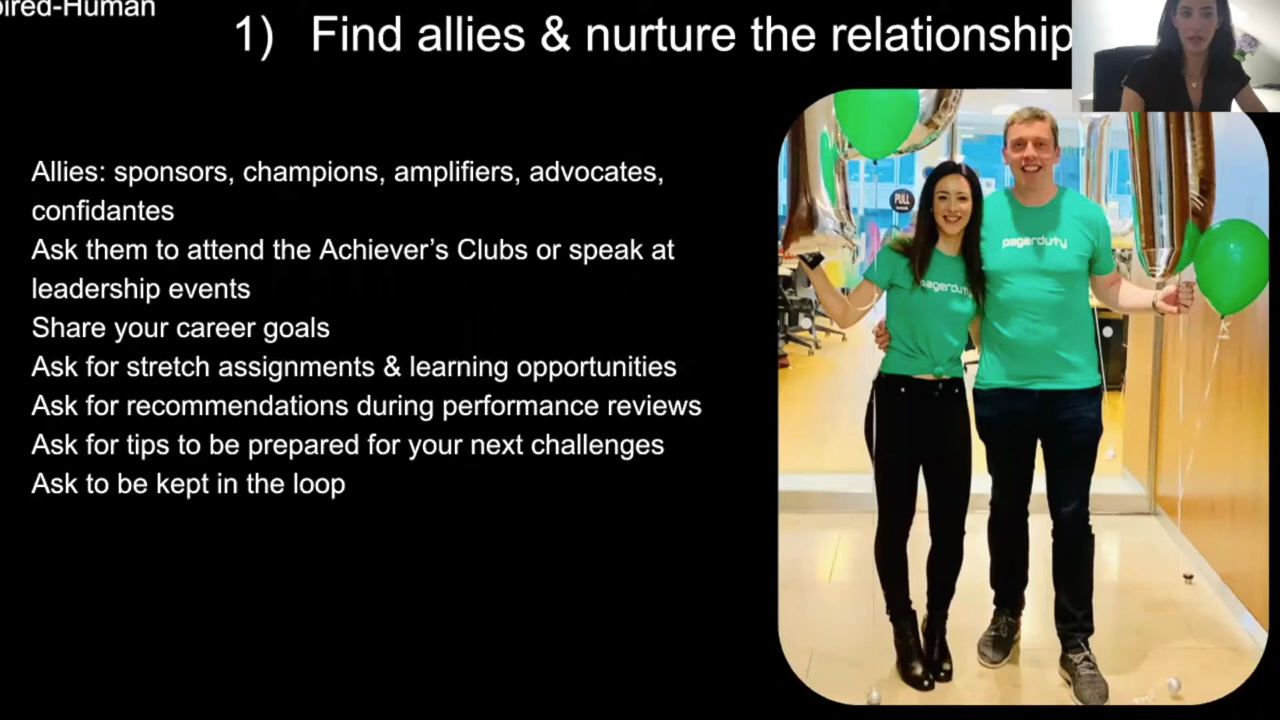 pired-Human
1) Find allies & nurture the relationship
Allies: sponsors, champions, amplifiers, advocates,
confidantes
Ask them to attend the Achiever’s Clubs or speak at
leadership events
Share your career goals
Ask for stretch assignments & learning opportunities
Ask for recommendations during performance reviews
Ask for tips to be prepared for your next challenges
Ask to be kept in the loop
PULL
pagerduty
pagerduty